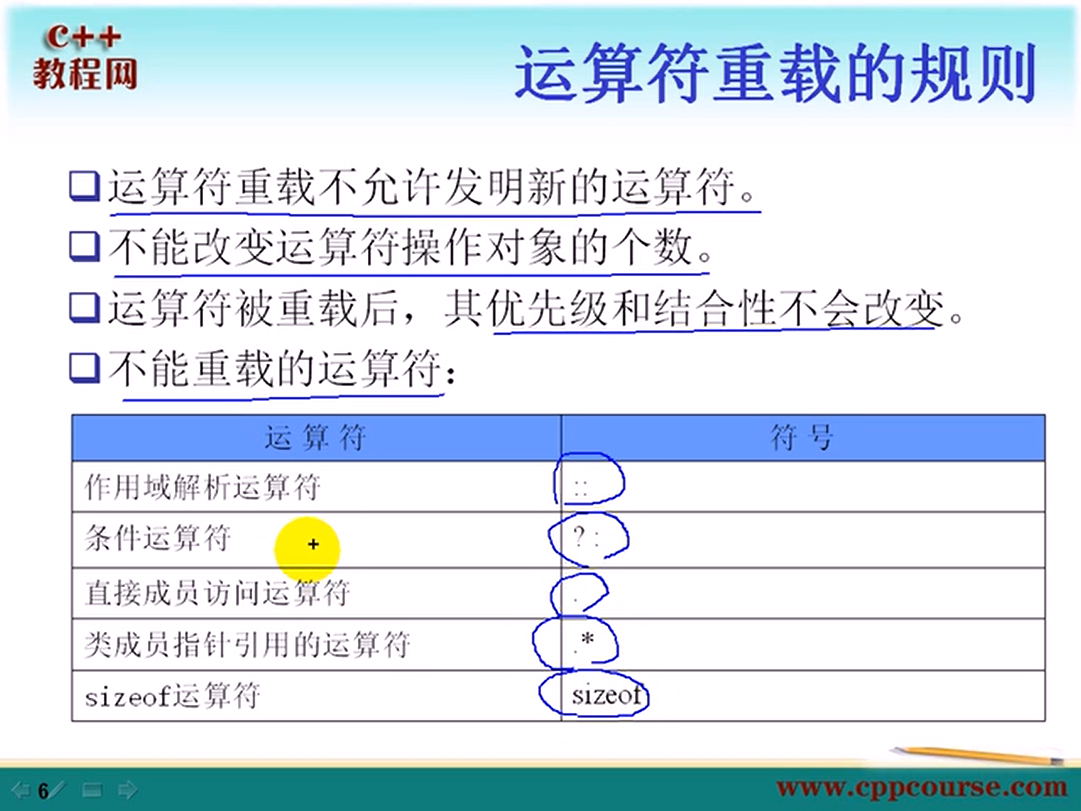 C++
教程网
运算符重载的规则
运算符重载不允许发明新的运算符。
不能改变运算符操作对象的个数。
运算符被重载后，其优先级和结合性不会改变。
不能重载的运算符：
运算符 符号
作用域解析运算符 ::
条件运算符 ? :
直接成员访问运算符 .
类成员指针引用的运算符 .*
sizeof运算符 sizeof
6
www.cppcourse.com